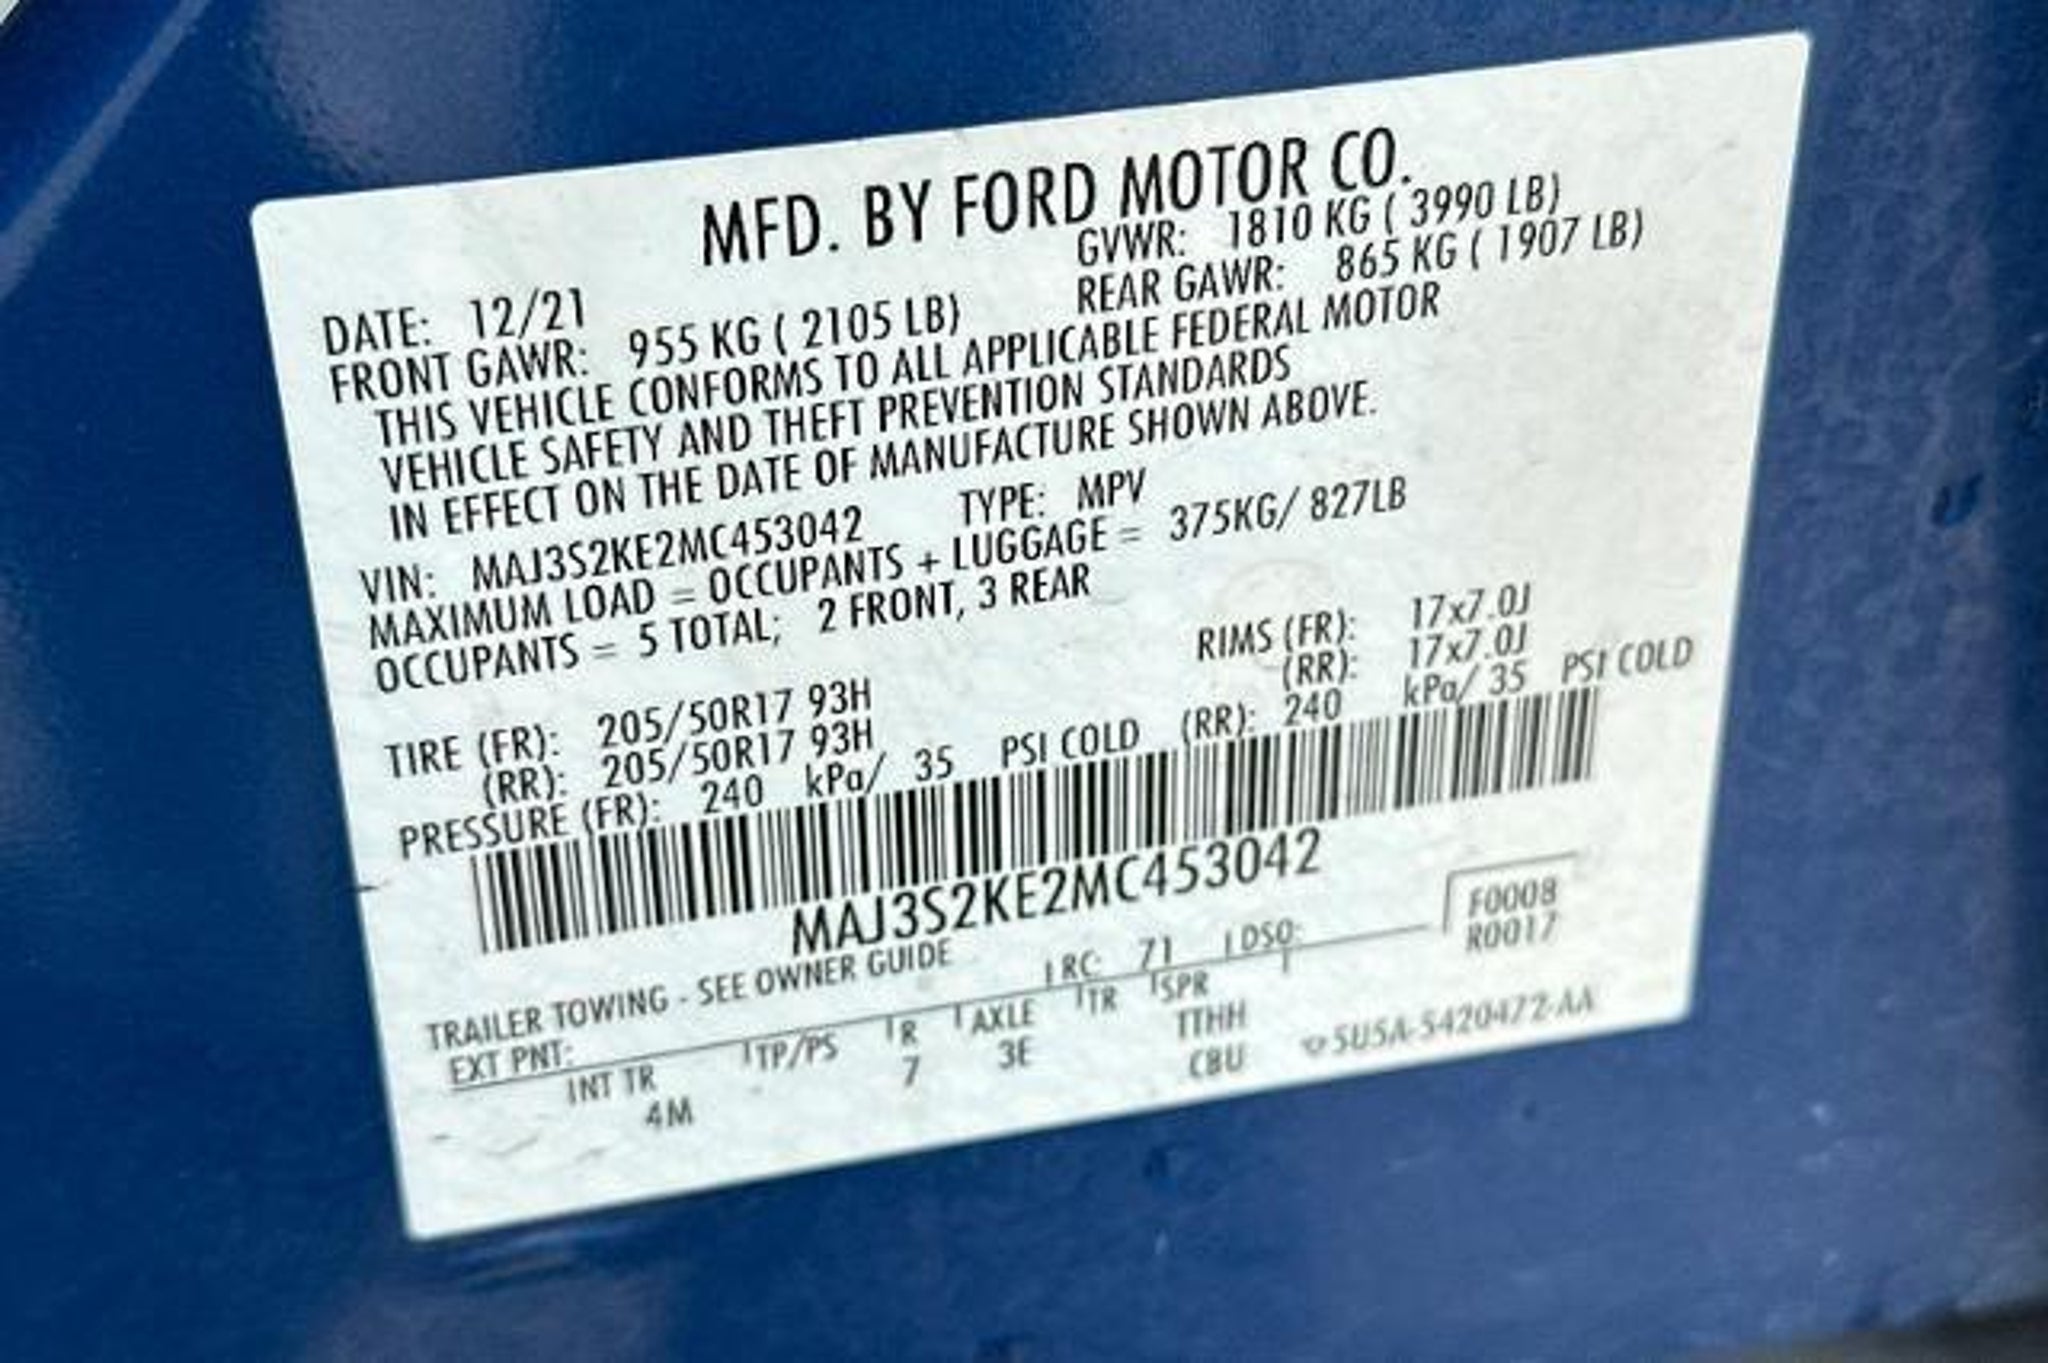 MFD. BY FORD MOTOR CO.
DATE: 12/21 GVWR: 1810 KG ( 3990 LB)
FRONT GAWR: 955 KG ( 2105 LB) REAR GAWR: 865 KG ( 1907 LB)
THIS VEHICLE CONFORMS TO ALL APPLICABLE FEDERAL MOTOR
VEHICLE SAFETY AND THEFT PREVENTION STANDARDS
IN EFFECT ON THE DATE OF MANUFACTURE SHOWN ABOVE.
VIN: MAJ3S2KE2MC453042 TYPE: MPV
MAXIMUM LOAD = OCCUPANTS + LUGGAGE = 375KG/ 827LB
OCCUPANTS = 5 TOTAL; 2 FRONT, 3 REAR
TIRE (FR): 205/50R17 93H RIMS (FR): 17x7.0J
(RR): 205/50R17 93H (RR): 17x7.0J
PRESSURE (FR): 240 kPa/ 35 PSI COLD (RR): 240 kPa/ 35 PSI COLD
MAJ3S2KE2MC453042
TRAILER TOWING - SEE OWNER GUIDE
F0008
R0017
EXT PNT: RC: 71 DSO:
INT TR TP/PS R AXLE TR SPR
4M 7 3E TTHH
CBU
5U5A-5420472-AA